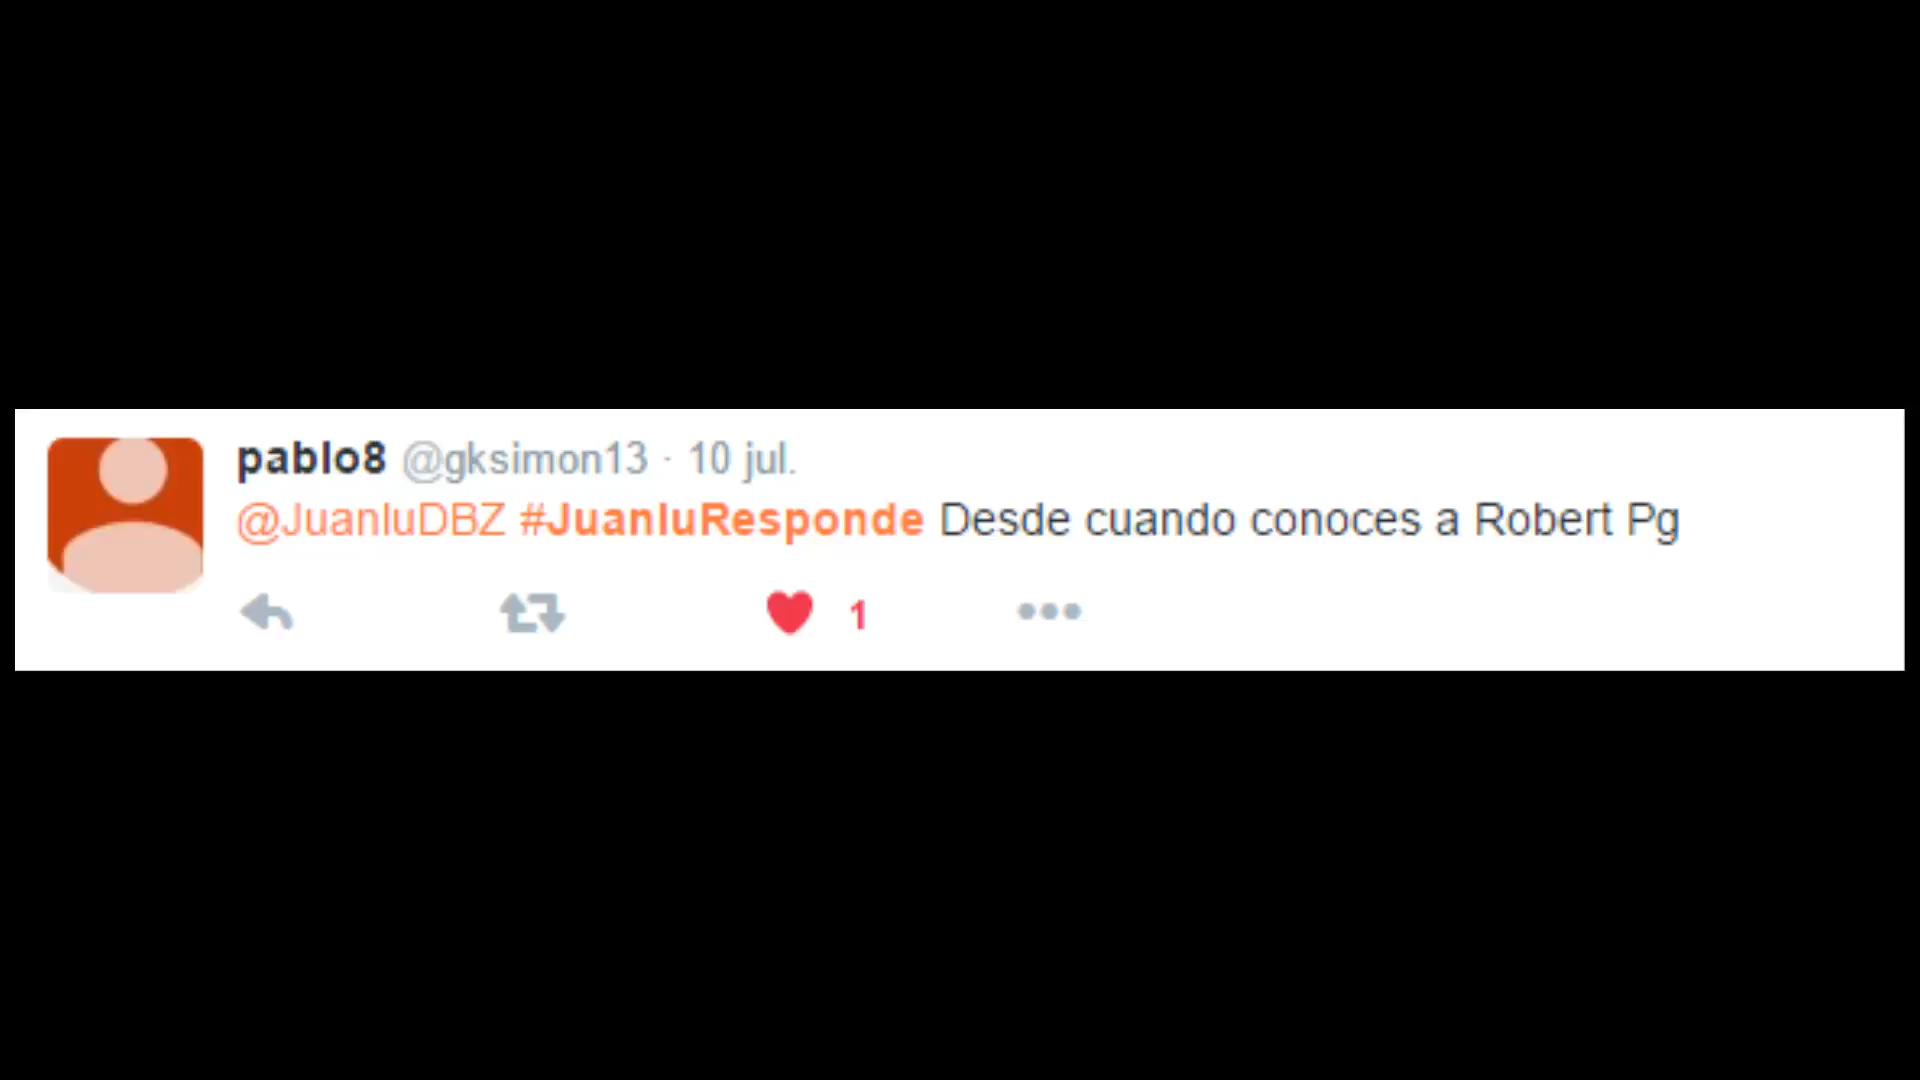 pablo8 @gksimon13 · 10 jul.
@JuanluDBZ #JuanluResponde Desde cuando conoces a Robert Pg
1